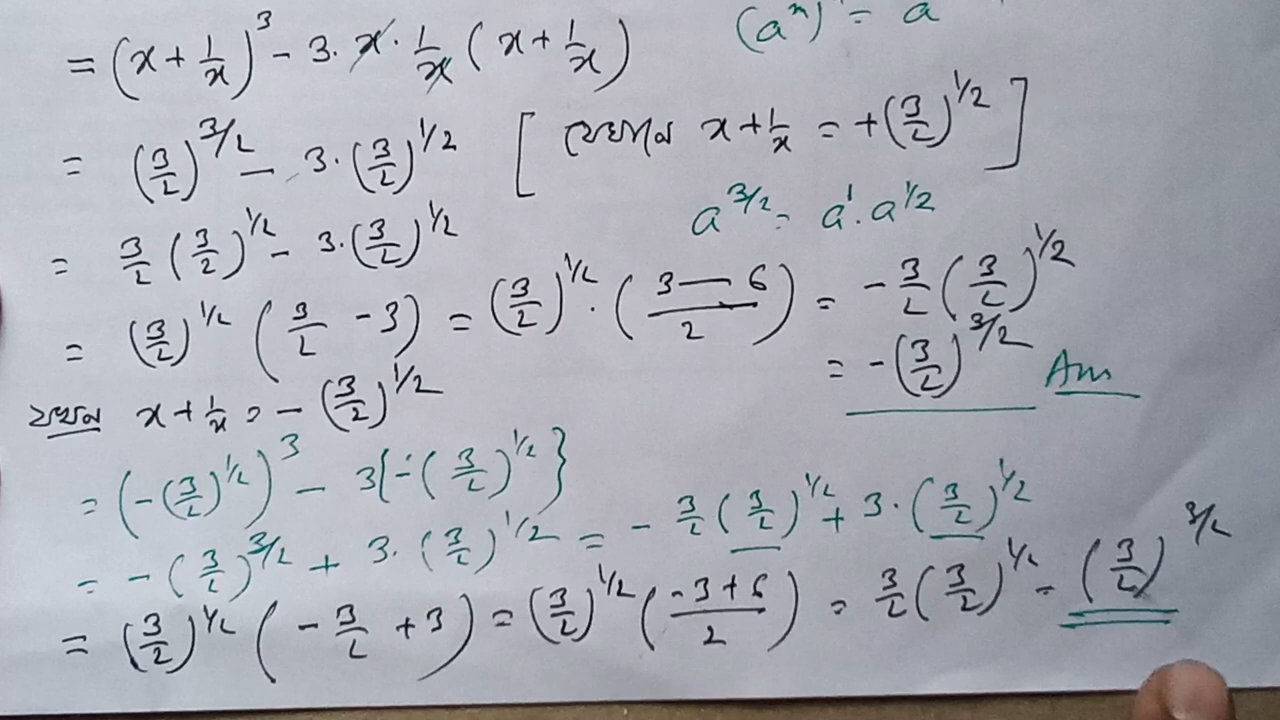 = (x + 1/x)³ - 3. x. 1/x (x + 1/x)
(aᵐ) = a
= (3/2)^3/2 - 3. (3/2)^1/2 [যখন x + 1/x = +(3/2)^1/2]
a^3/2 = a¹. a^1/2
= 3/2 (3/2)^1/2 - 3. (3/2)^1/2
= (3/2)^1/2 (3/2 - 3) = (3/2)^1/2 . (3 - 6 / 2) = - 3/2 (3/2)^1/2
= -(3/2)^3/2 Ans
যখন x + 1/x = - (3/2)^1/2
= (-(3/2)^1/2)³ - 3{-(3/2)^1/2}
= - (3/2)^3/2 + 3. (3/2)^1/2 = - 3/2 (3/2)^1/2 + 3. (3/2)^1/2
= (3/2)^1/2 (- 3/2 + 3) = (3/2)^1/2 (-3 + 6 / 2) = 3/2 (3/2)^1/2 = (3/2)^3/2